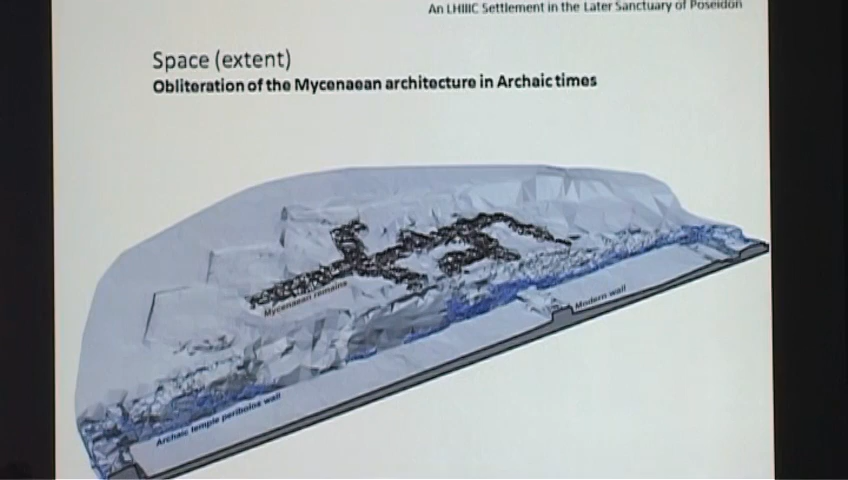 An LHIIIC Settlement in the Later Sanctuary of Poseidon
Space (extent)
Obliteration of the Mycenaean architecture in Archaic times
Mycenaean remains
Modern wall
Archaic temple peribolos wall